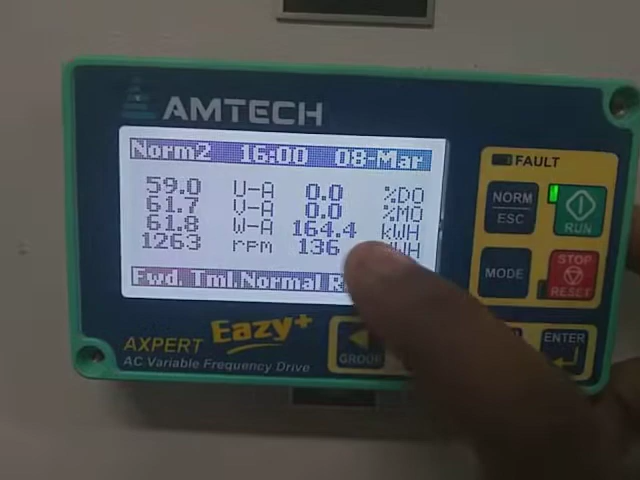 AMTECH
Norm2 16:00 08-Mar
59.0 U-A 0.0 %DO
61.7 V-A 0.0 %MO
61.8 W-A 164.4 kWH
1263 rpm 136
Fwd. Tml. Normal
FAULT
NORM
ESC
RUN
MODE
STOP
RESET
ENTER
GROUP
AXPERT Eazy+
AC Variable Frequency Drive